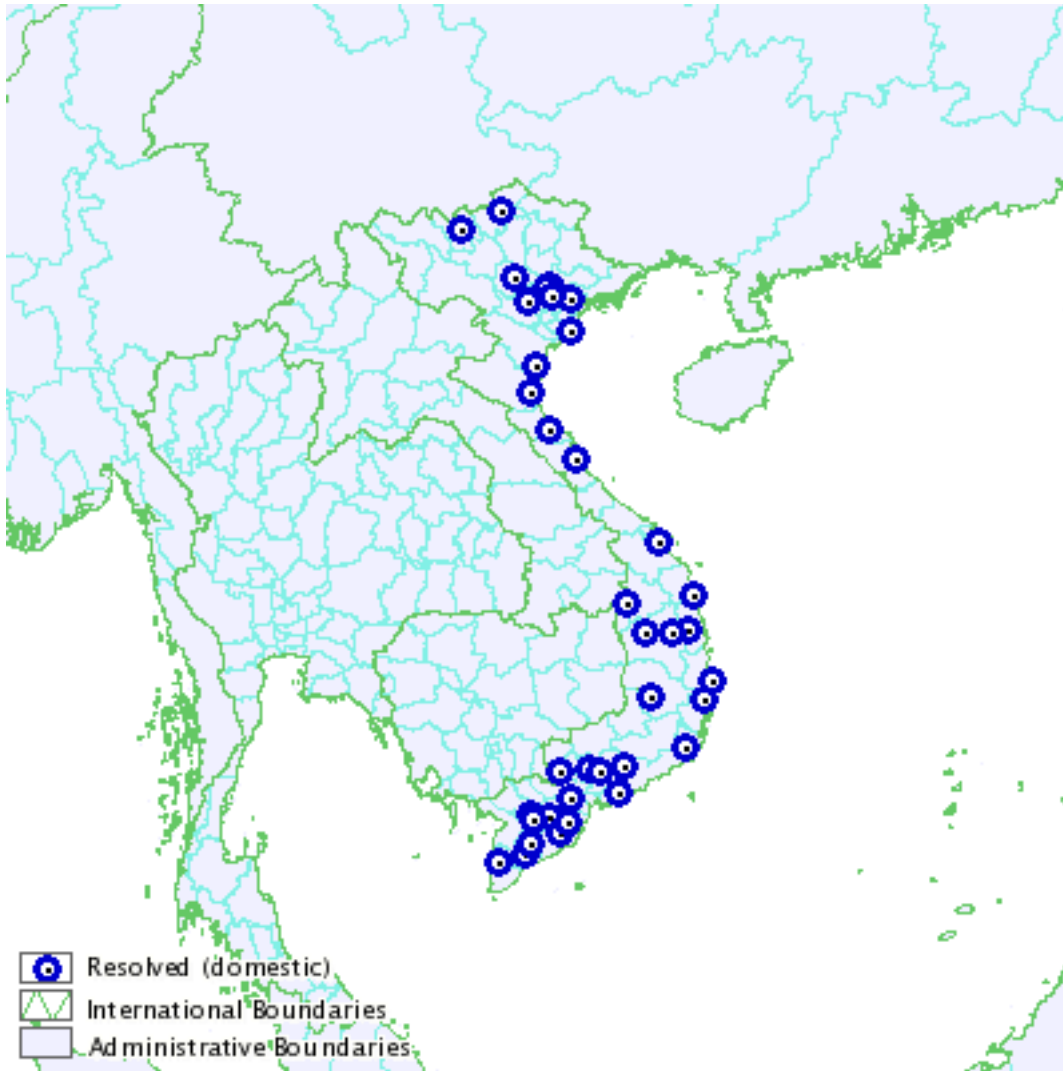 Resolved (domestic)
International Boundaries
Administrative Boundaries